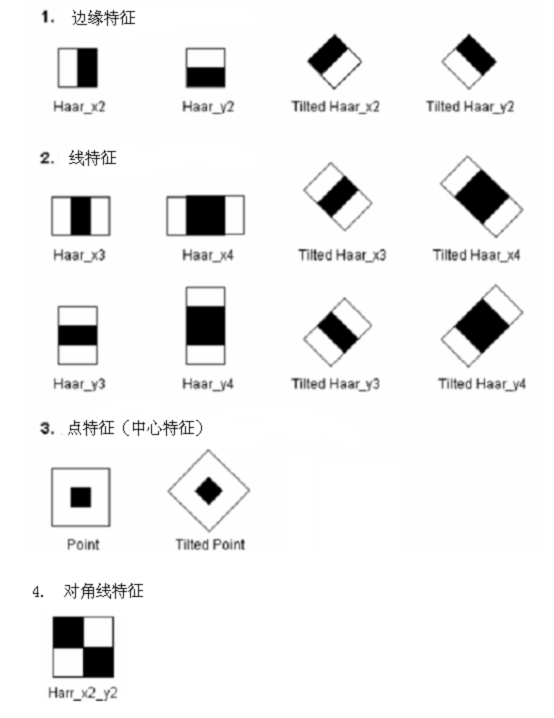 1. 边缘特征
Haar_x2 Haar_y2 Tilted Haar_x2 Tilted Haar_y2
2. 线特征
Haar_x3 Haar_x4 Tilted Haar_x3 Tilted Haar_x4
Haar_y3 Haar_y4 Tilted Haar_y3 Tilted Haar_y4
3. 点特征（中心特征）
Point Tilted Point
4. 对角线特征
Harr_x2_y2